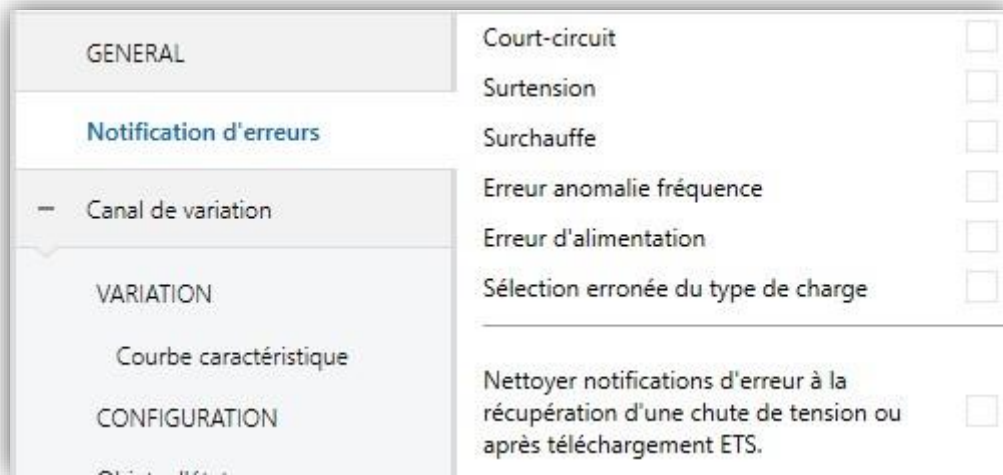 GENERAL
Notification d'erreurs
Canal de variation
VARIATION
Courbe caractéristique
CONFIGURATION
Court-circuit
Surtension
Surchauffe
Erreur anomalie fréquence
Erreur d'alimentation
Sélection erronée du type de charge
Nettoyer notifications d'erreur à la
récupération d'une chute de tension ou
après téléchargement ETS.